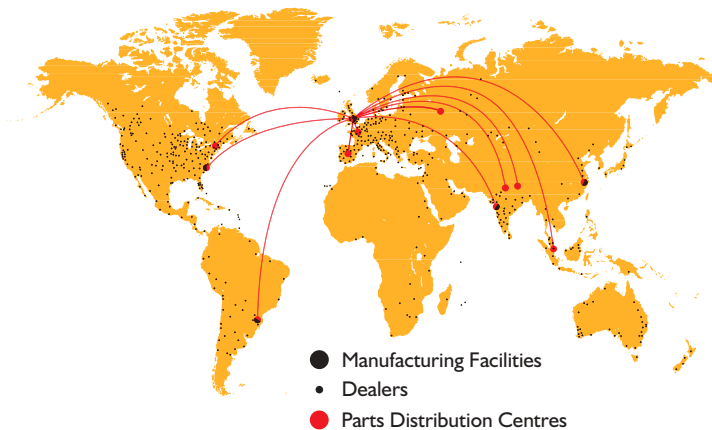 Manufacturing Facilities
Dealers
Parts Distribution Centres